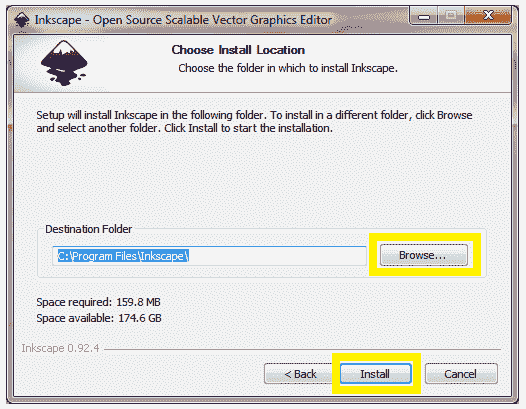 Inkscape - Open Source Scalable Vector Graphics Editor
Choose Install Location
Choose the folder in which to install Inkscape.
Setup will install Inkscape in the following folder. To install in a different folder, click Browse
and select another folder. Click Install to start the installation.
Destination Folder
C:\Program Files\Inkscape\
Browse...
Space required: 159.8 MB
Space available: 174.6 GB
Inkscape 0.92.4
< Back
Install
Cancel